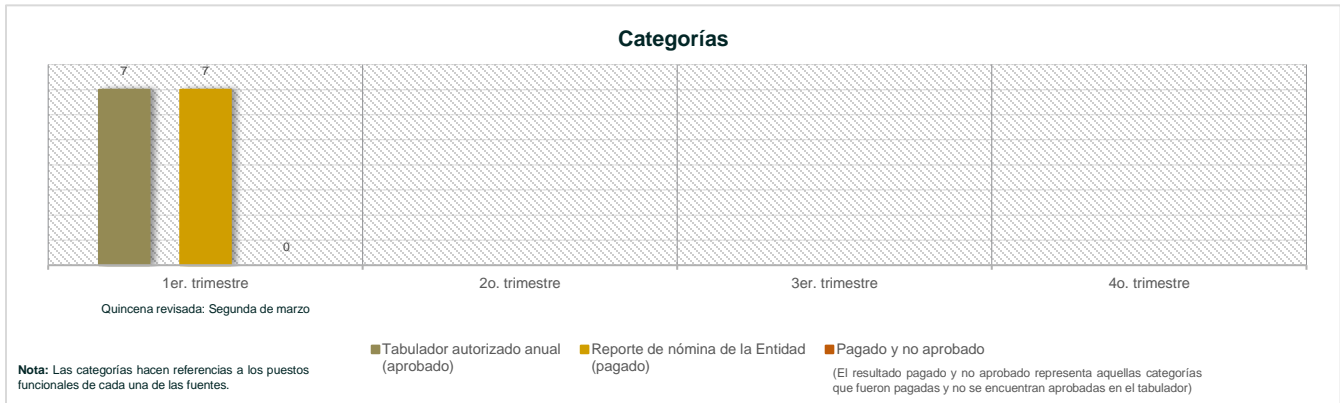 Categorías
7 7
0
1er. trimestre 2o. trimestre 3er. trimestre 4o. trimestre
Quincena revisada: Segunda de marzo
Tabulador autorizado anual
(aprobado)
Reporte de nómina de la Entidad
(pagado)
Pagado y no aprobado
(El resultado pagado y no aprobado representa aquellas categorías
que fueron pagadas y no se encuentran aprobadas en el tabulador)
Nota: Las categorías hacen referencias a los puestos
funcionales de cada una de las fuentes.